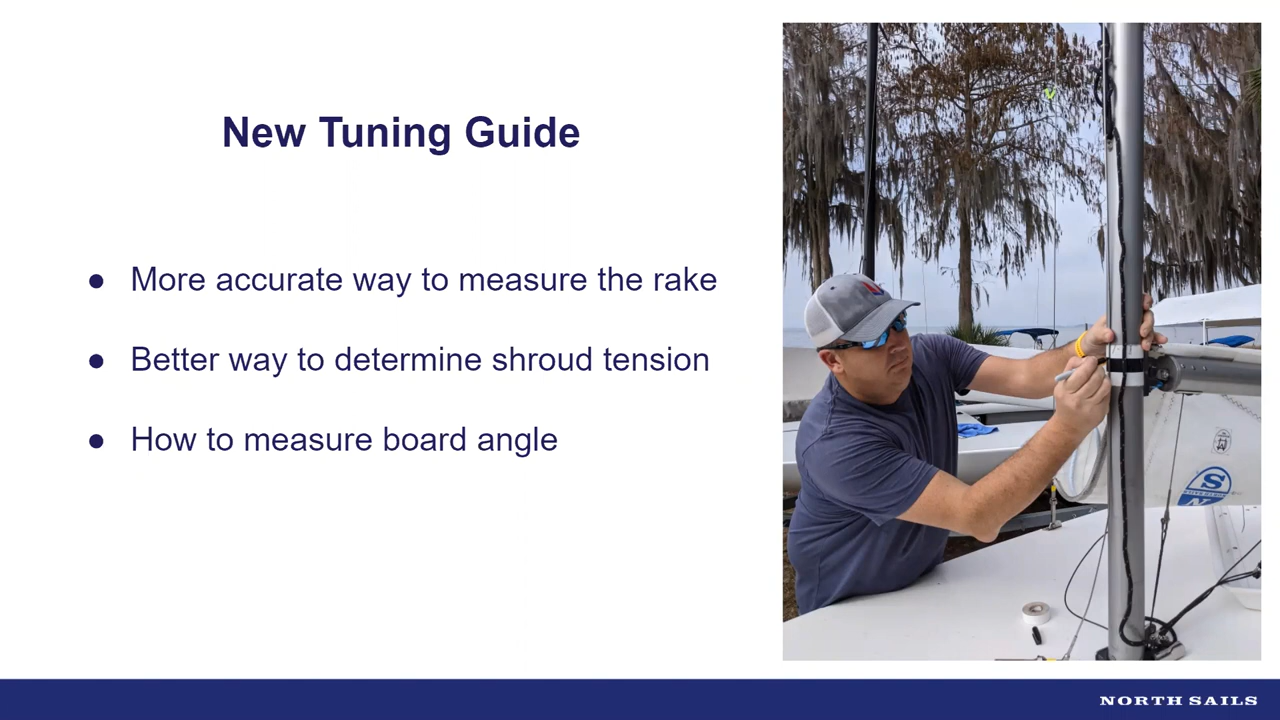 New Tuning Guide
● More accurate way to measure the rake
● Better way to determine shroud tension
● How to measure board angle
S
N
NORTH SAILS